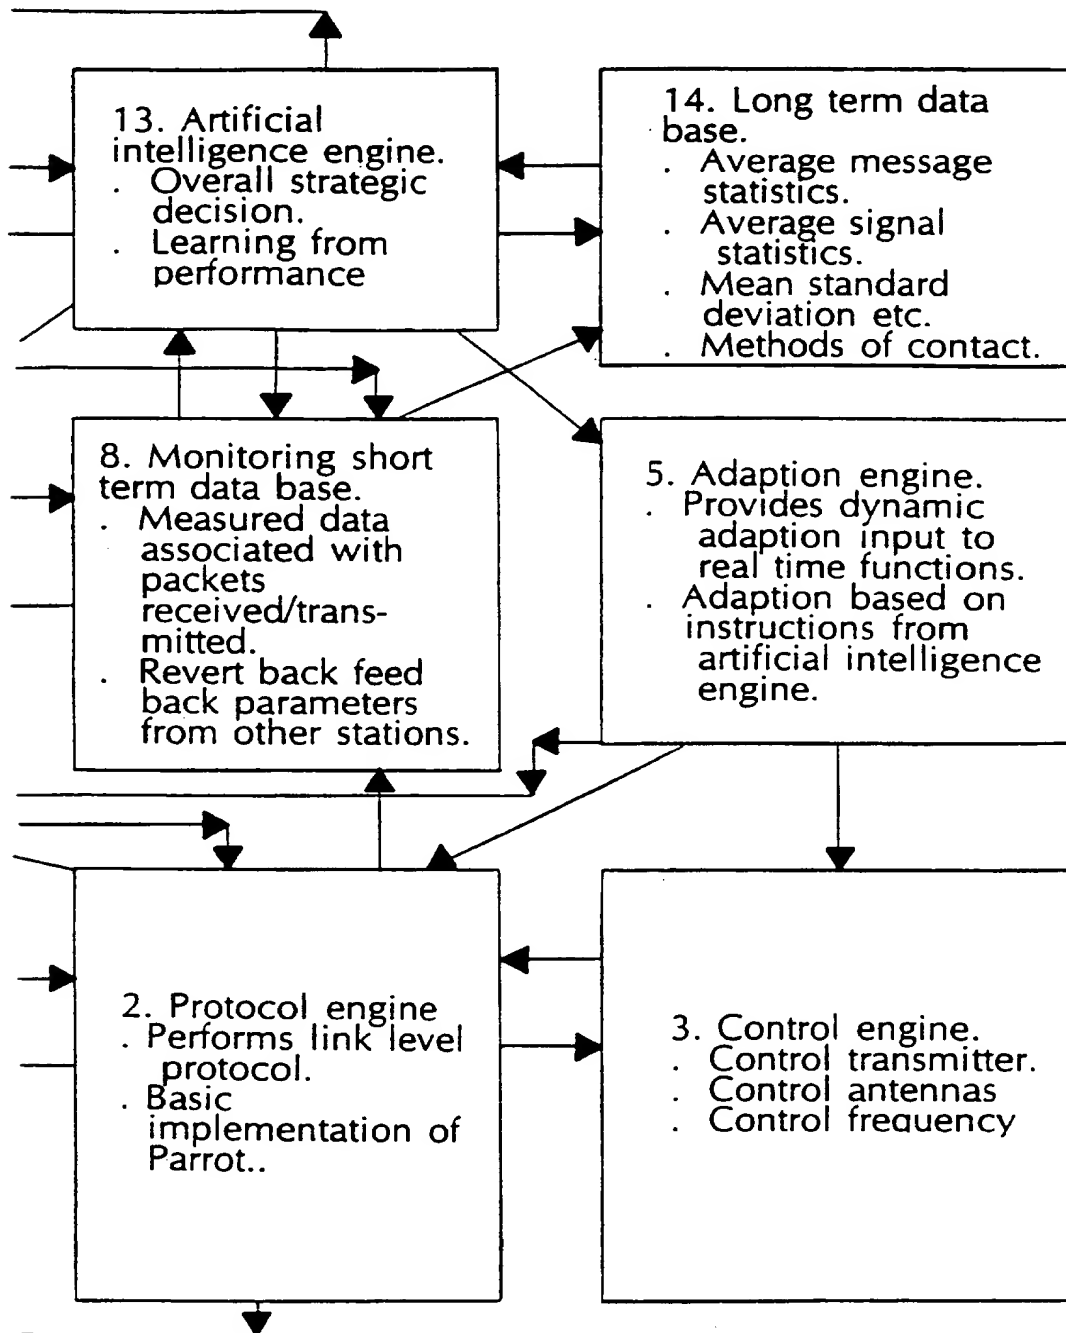 13. Artificial
intelligence engine.
. Overall strategic
decision.
. Learning from
performance
14. Long term data
base.
. Average message
statistics.
. Average signal
statistics.
. Mean standard
deviation etc.
. Methods of contact.
8. Monitoring short
term data base.
. Measured data
associated with
packets
received/trans-
mitted.
. Revert back feed
back parameters
from other stations.
5. Adaption engine.
. Provides dynamic
adaption input to
real time functions.
. Adaption based on
instructions from
artificial intelligence
engine.
2. Protocol engine
. Performs link level
protocol.
. Basic
implementation of
Parrot..
3. Control engine.
. Control transmitter.
. Control antennas
. Control frequency